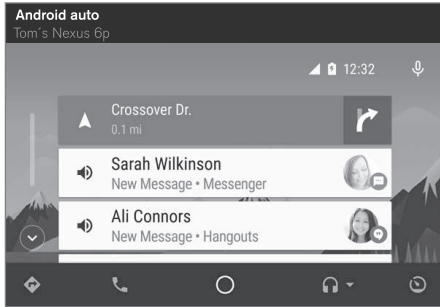 Android auto
Tom´s Nexus 6p
12:32
Crossover Dr.
0.1 mi
Sarah Wilkinson
New Message • Messenger
Ali Connors
New Message • Hangouts